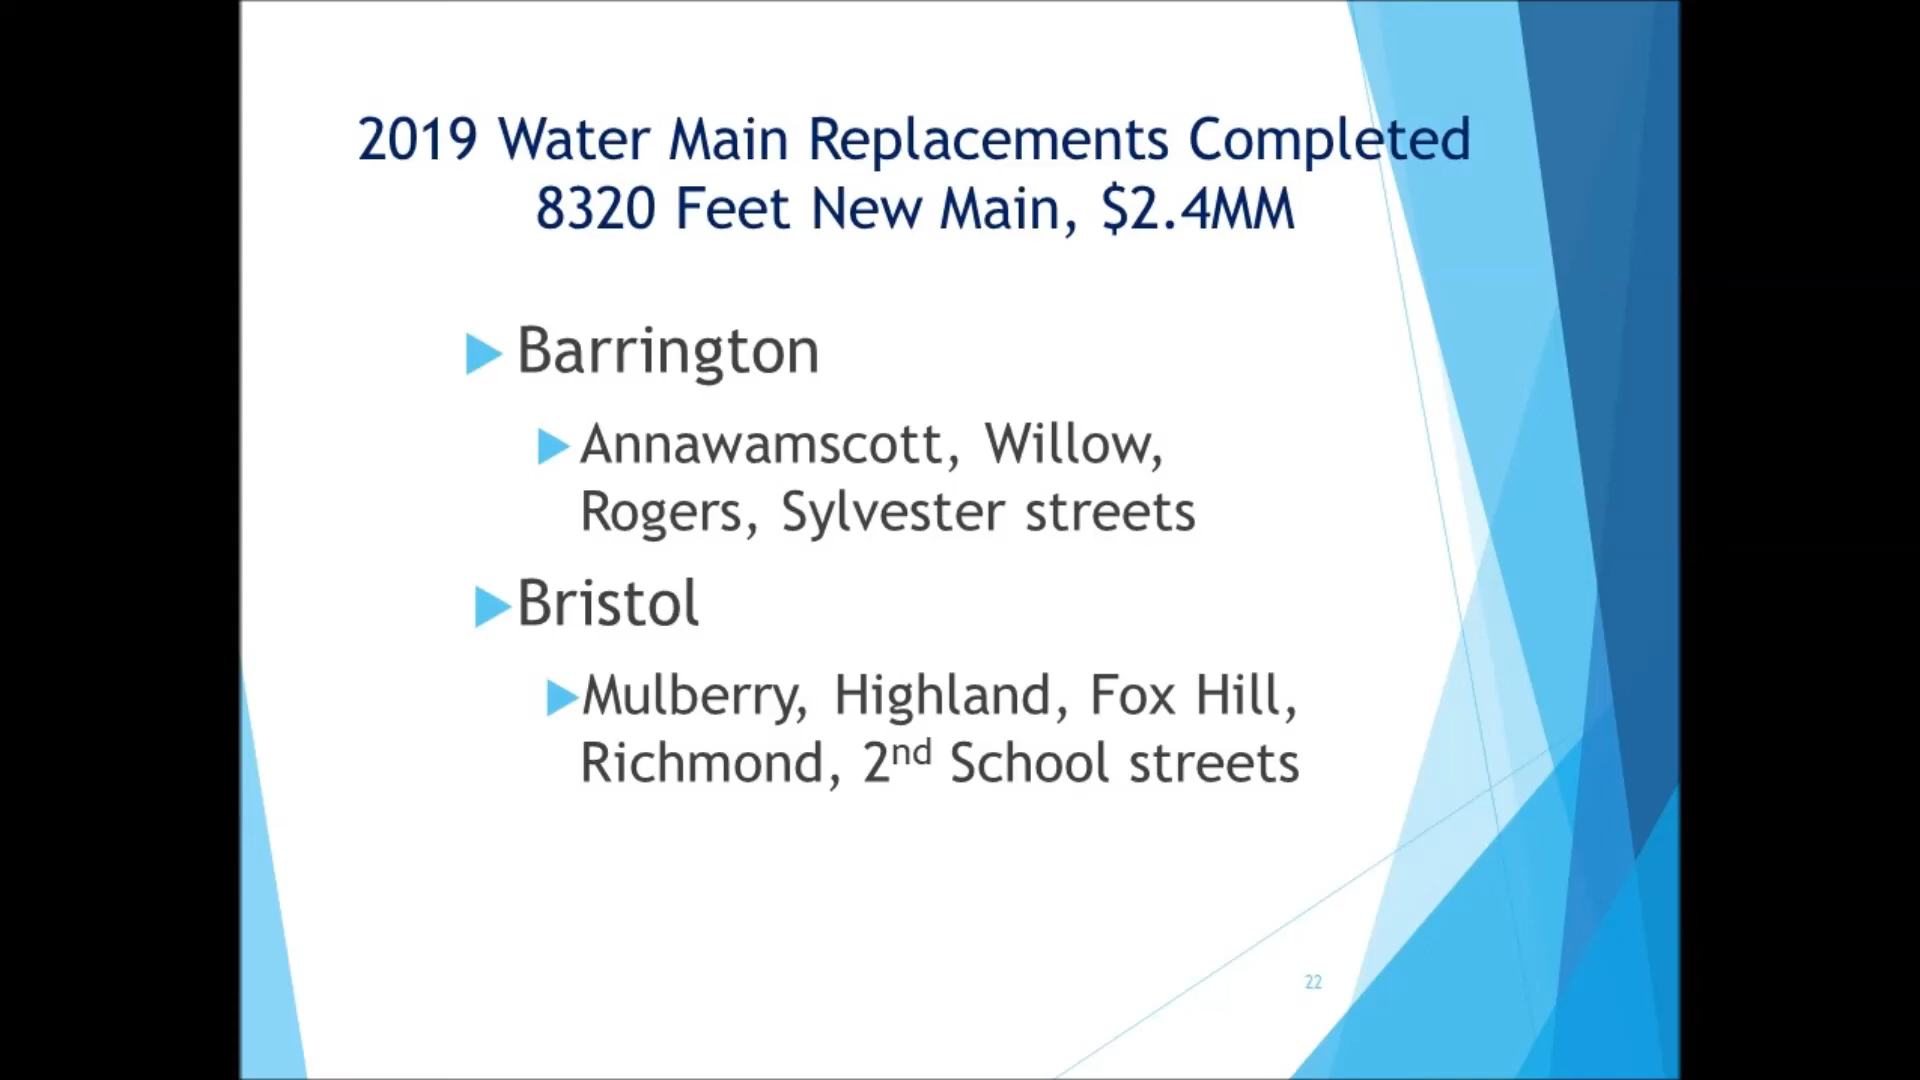 2019 Water Main Replacements Completed
8320 Feet New Main, $2.4MM
Barrington
Annawamscott, Willow,
Rogers, Sylvester streets
Bristol
Mulberry, Highland, Fox Hill,
Richmond, 2nd School streets
22